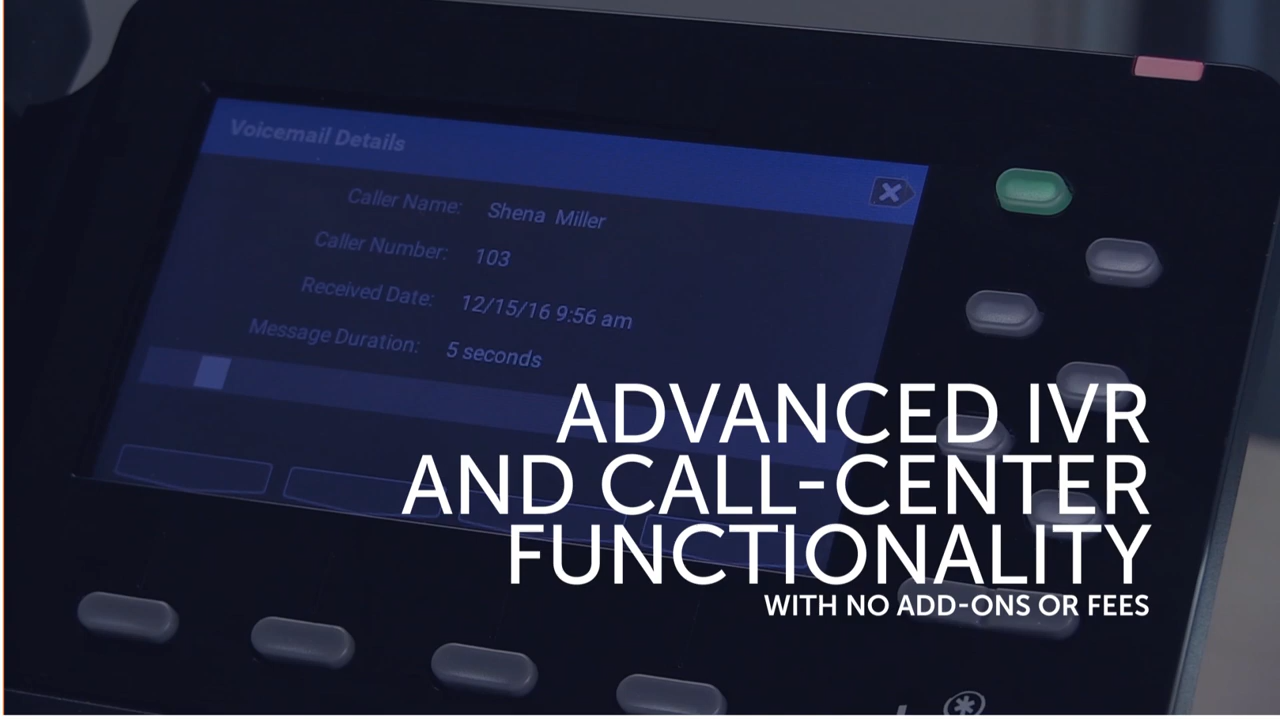 Voicemail Details
Caller Name: Shena Miller
Caller Number: 103
Received Date: 12/15/16 9:56 am
Message Duration: 5 seconds
ADVANCED IVR
AND CALL-CENTER
FUNCTIONALITY
WITH NO ADD-ONS OR FEES